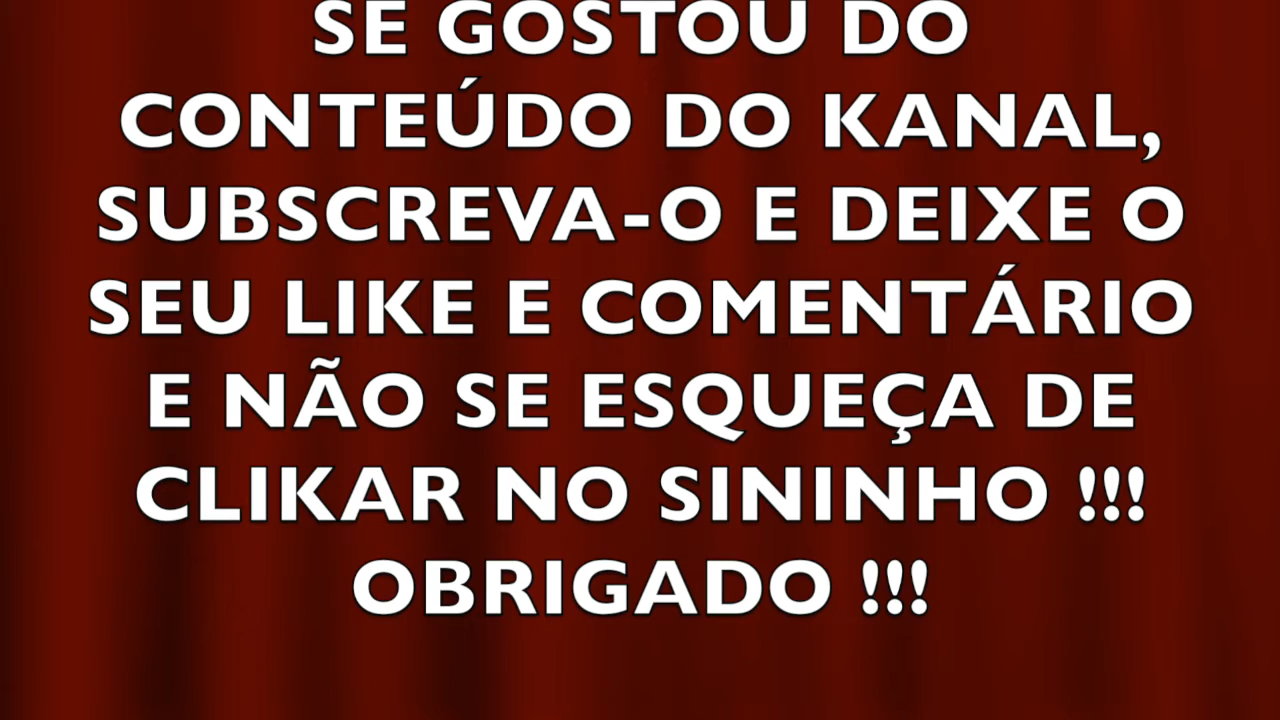 SE GOSTOU DO
CONTEÚDO DO KANAL,
SUBSCREVA-O E DEIXE O
SEU LIKE E COMENTÁRIO
E NÃO SE ESQUEÇA DE
CLIKAR NO SININHO !!!
OBRIGADO !!!